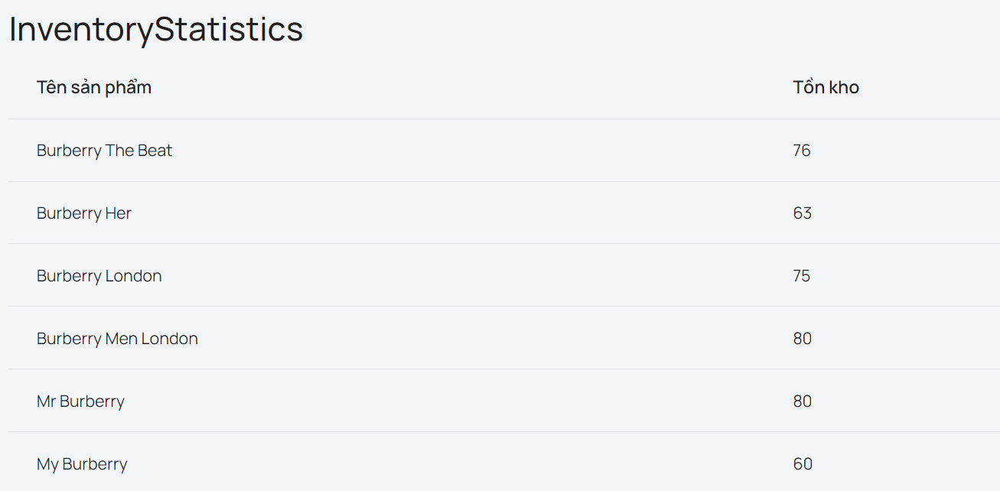 InventoryStatistics
Tên sản phẩm Tồn kho
Burberry The Beat 76
Burberry Her 63
Burberry London 75
Burberry Men London 80
Mr Burberry 80
My Burberry 60